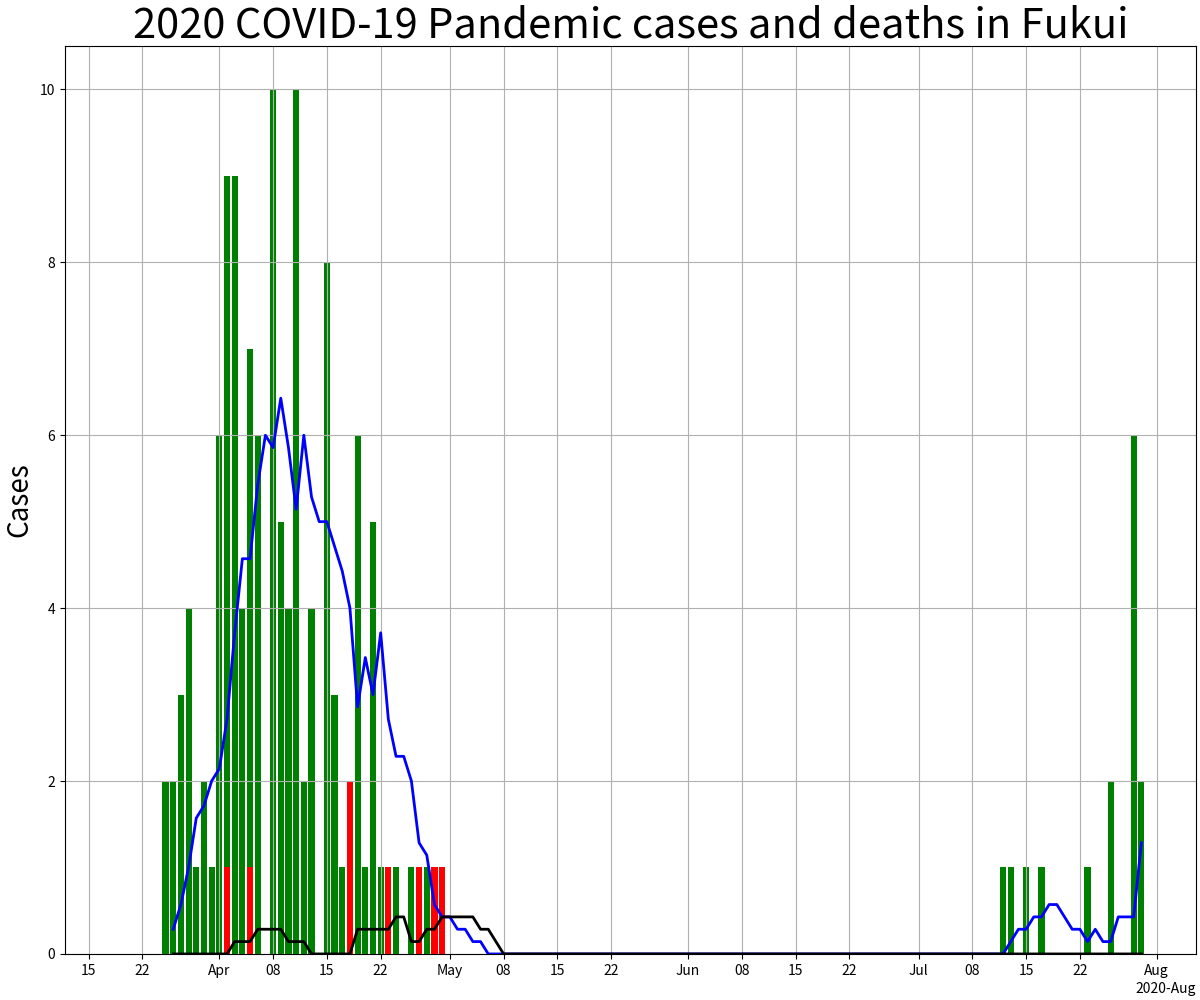 2020 COVID-19 Pandemic cases and deaths in Fukui
10
8
6
4
2
0
Cases
15 22 Apr 08 15 22 May 08 15 22 Jun 08 15 22 Jul 08 15 22 Aug
2020-Aug